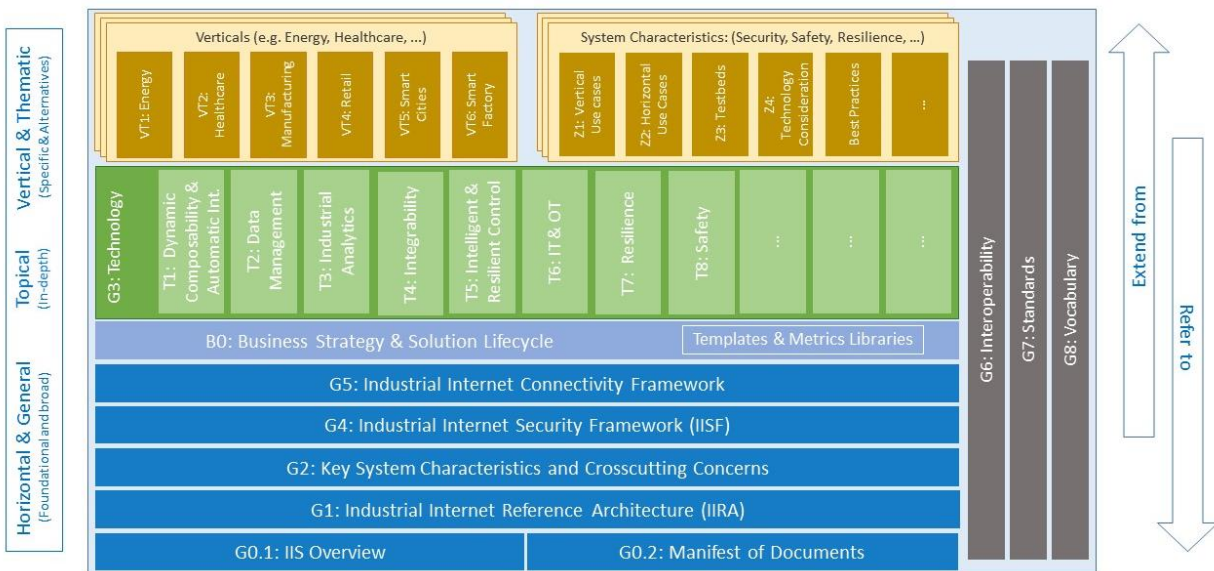 Vertical & Thematic
(Specific & Alternatives)
Topical
(In-depth)
Horizontal & General
(Foundational and broad)
Verticals (e.g. Energy, Healthcare, ...)
VT1: Energy
VT2:
Healthcare
VT3:
Manufacturing
VT4: Retail
VT5: Smart
Cities
VT6: Smart
Factory
System Characteristics: (Security, Safety, Resilience, ...)
Z1: Vertical
Use cases
Z2: Horizontal
Use Cases
Z3: Testbeds
Z4:
Technology
Consideration
Best Practices
...
G3: Technology
T1: Dynamic
Composability &
Automatic Int.
T2: Data
Management
T3: Industrial
Analytics
T4: Integrability
T5: Intelligent &
Resilient Control
T6: IT & OT
T7: Resilience
T8: Safety
...
...
...
B0: Business Strategy & Solution Lifecycle
Templates & Metrics Libraries
G5: Industrial Internet Connectivity Framework
G4: Industrial Internet Security Framework (IISF)
G2: Key System Characteristics and Crosscutting Concerns
G1: Industrial Internet Reference Architecture (IIRA)
G0.1: IIS Overview
G0.2: Manifest of Documents
G6: Interoperability
G7: Standards
G8: Vocabulary
Extend from
Refer to